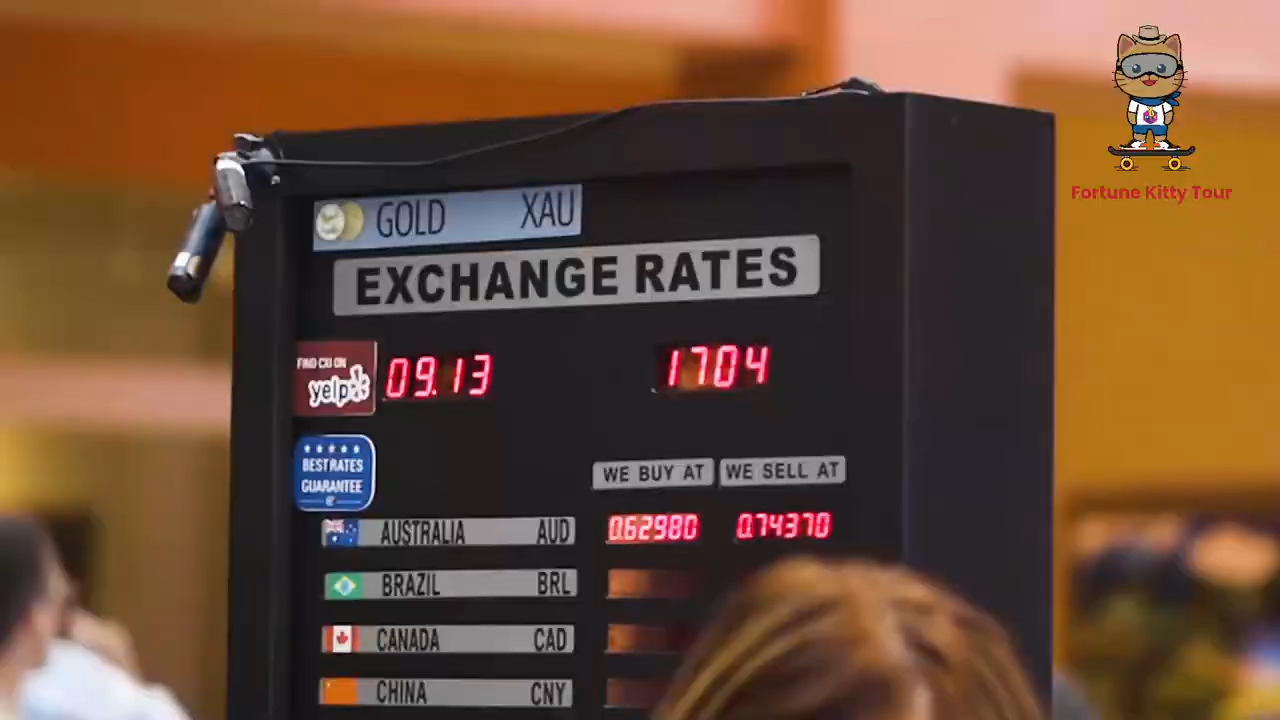 Fortune Kitty Tour
GOLD XAU
EXCHANGE RATES
FIND CXI ON
yelp
09.13 1704
BEST RATES
GUARANTEE
WE BUY AT WE SELL AT
AUSTRALIA AUD 0.62980 0.74370
BRAZIL BRL
CANADA CAD
CHINA CNY